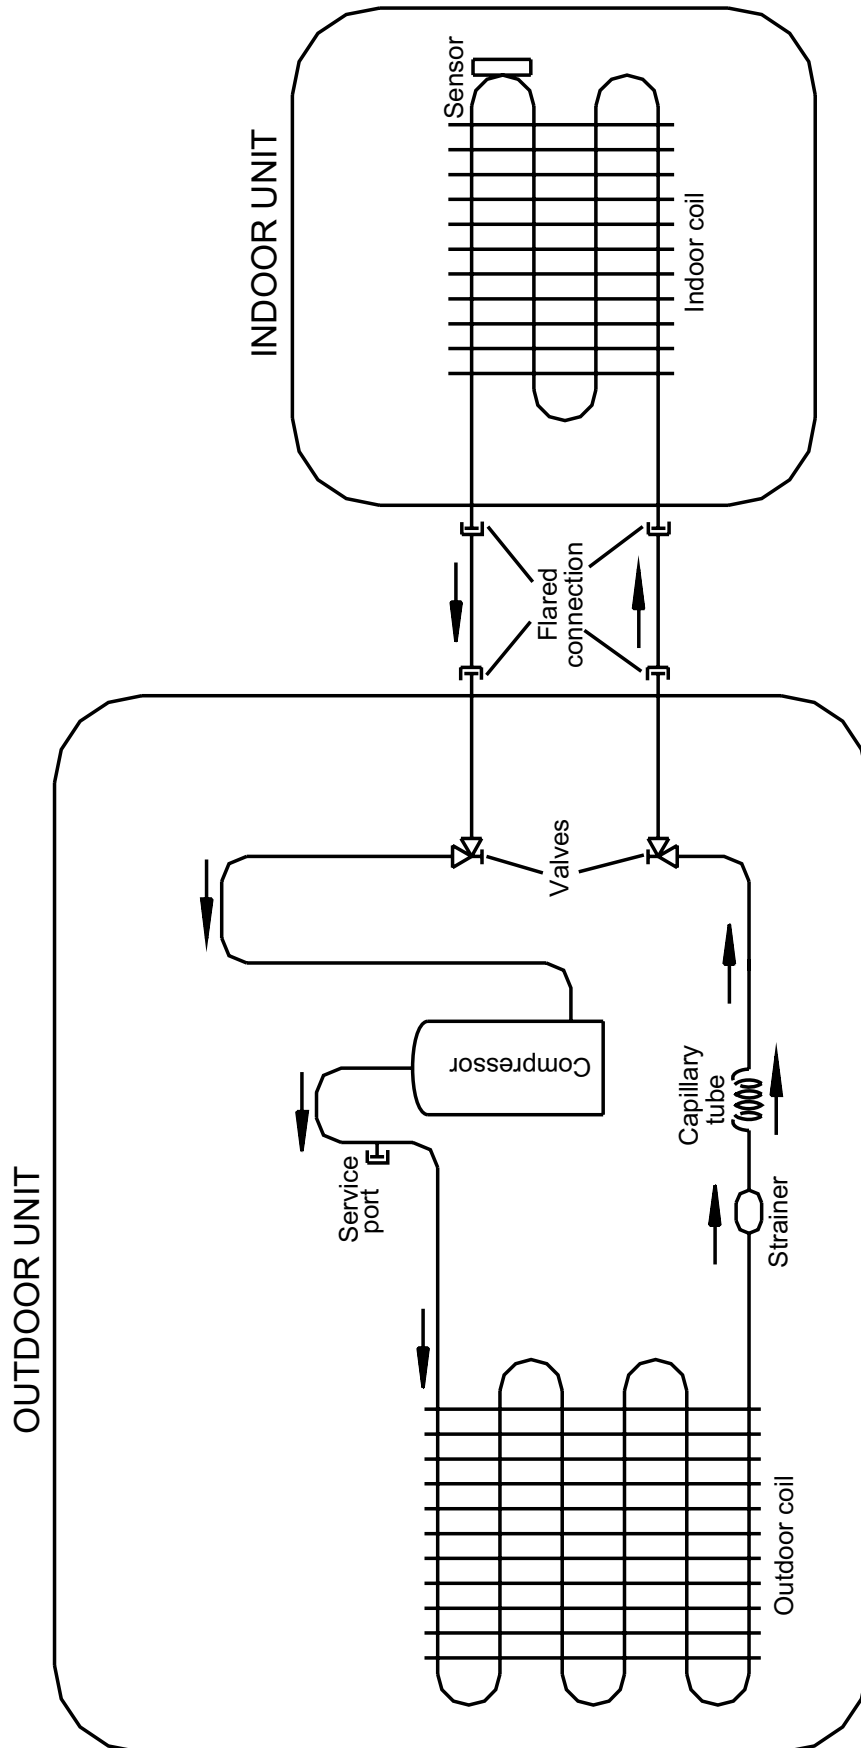 INDOOR UNIT
Sensor
Indoor coil
Flared
connection
OUTDOOR UNIT
Valves
Compressor
Service
port
Capillary
tube
Strainer
Outdoor coil